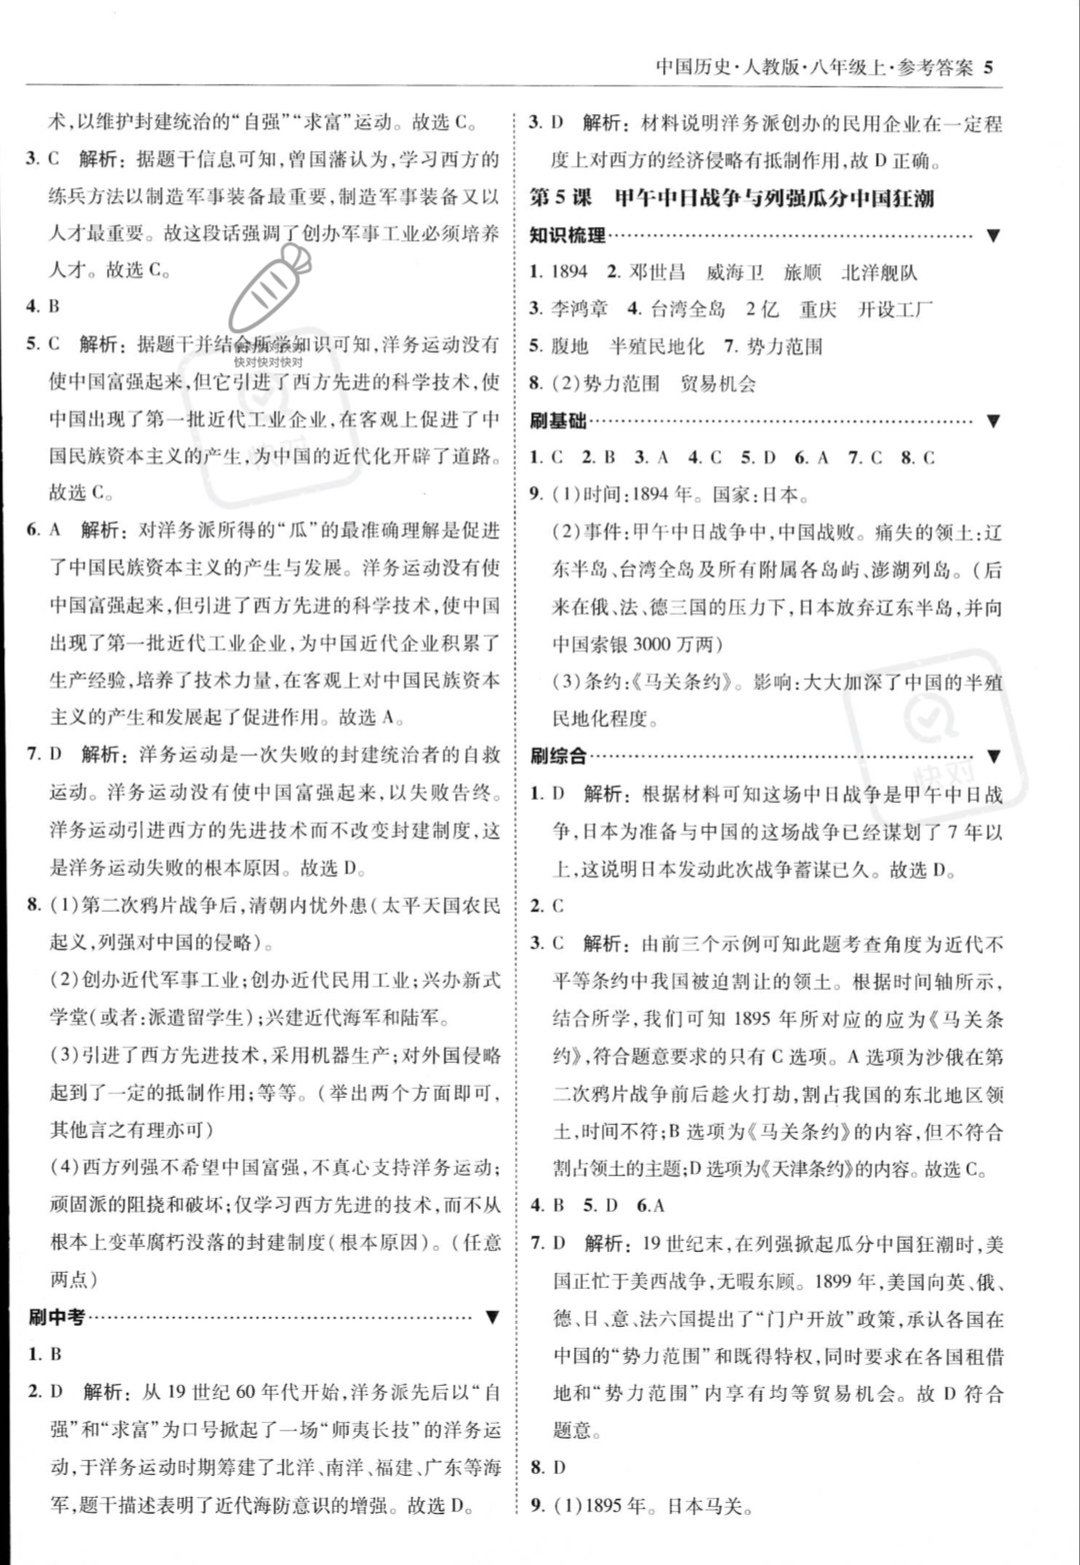 中国历史·人教版·八年级上·参考答案 5
术,以维护封建统治的“自强”“求富”运动。故选 C。
3. C 解析：据题干信息可知,曾国藩认为,学习西方的
练兵方法以制造军事装备最重要,制造军事装备又以
人才最重要。故这段话强调了创办军事工业必须培养
人才。故选 C。
4. B
5. C 解析：据题干并结合所学知识可知,洋务运动没有
使中国富强起来,但它引进了西方先进的科学技术,使
中国出现了第一批近代工业企业,在客观上促进了中
国民族资本主义的产生,为中国的近代化开辟了道路。
故选 C。
6. A 解析：对洋务派所得的“瓜”的最准确理解是促进
了中国民族资本主义的产生与发展。洋务运动没有使
中国富强起来,但引进了西方先进的科学技术,使中国
出现了第一批近代工业企业,为中国近代企业积累了
生产经验,培养了技术力量,在客观上对中国民族资本
主义的产生和发展起了促进作用。故选 A。
7. D 解析：洋务运动是一次失败的封建统治者的自救
运动。洋务运动没有使中国富强起来,以失败告终。
洋务运动引进西方的先进技术而不改变封建制度,这
是洋务运动失败的根本原因。故选 D。
8. (1)第二次鸦片战争后,清朝内忧外患(太平天国农民
起义,列强对中国的侵略)。
(2)创办近代军事工业;创办近代民用工业;兴办新式
学堂(或者:派遣留学生);兴建近代海军和陆军。
(3)引进了西方先进技术,采用机器生产;对外国侵略
起到了一定的抵制作用;等等。(举出两个方面即可,
其他言之有理亦可)
(4)西方列强不希望中国富强,不真心支持洋务运动;
顽固派的阻挠和破坏;仅学习西方先进的技术,而不从
根本上变革腐朽没落的封建制度(根本原因)。(任意
两点)
刷中考
1. B
2. D 解析：从 19 世纪 60 年代开始,洋务派先后以“自
强”和“求富”为口号掀起了一场“师夷长技”的洋务运
动,于洋务运动时期筹建了北洋、南洋、福建、广东等海
军,题干描述表明了近代海防意识的增强。故选 D。
3. D 解析：材料说明洋务派创办的民用企业在一定程
度上对西方的经济侵略有抵制作用,故 D 正确。
第 5 课 甲午中日战争与列强瓜分中国狂潮
知识梳理
1. 1894 2. 邓世昌 威海卫 旅顺 北洋舰队
3. 李鸿章 4. 台湾全岛 2 亿 重庆 开设工厂
5. 腹地 半殖民地化 7. 势力范围
8. (2)势力范围 贸易机会
刷基础
1. C 2. B 3. A 4. C 5. D 6. A 7. C 8. C
9. (1)时间:1894 年。国家:日本。
(2)事件:甲午中日战争中,中国战败。痛失的领土:辽
东半岛、台湾全岛及所有附属各岛屿、澎湖列岛。(后
来在俄、法、德三国的压力下,日本放弃辽东半岛,并向
中国索银 3000 万两)
(3)条约:《马关条约》。影响:大大加深了中国的半殖
民地化程度。
刷综合
1. D 解析：根据材料可知这场中日战争是甲午中日战
争,日本为准备与中国的这场战争已经谋划了 7 年以
上,这说明日本发动此次战争蓄谋已久。故选 D。
2. C
3. C 解析：由前三个示例可知此题考查角度为近代不
平等条约中我国被迫割让的领土。根据时间轴所示,
结合所学,我们可知 1895 年所对应的应为《马关条
约》,符合题意要求的只有 C 选项。A 选项为沙俄在第
二次鸦片战争前后趁火打劫,割占我国的东北地区领
土,时间不符;B 选项为《马关条约》的内容,但不符合
割占领土的主题;D 选项为《天津条约》的内容。故选 C。
4. B 5. D 6.A
7. D 解析：19 世纪末,在列强掀起瓜分中国狂潮时,美
国正忙于美西战争,无暇东顾。1899 年,美国向英、俄、
德、日、意、法六国提出了“门户开放”政策,承认各国在
中国的“势力范围”和既得特权,同时要求在各国租借
地和“势力范围”内享有均等贸易机会。故 D 符合
题意。
8. D
9. (1)1895 年。日本马关。
快对快对快对
快对快对快对
快对
快对